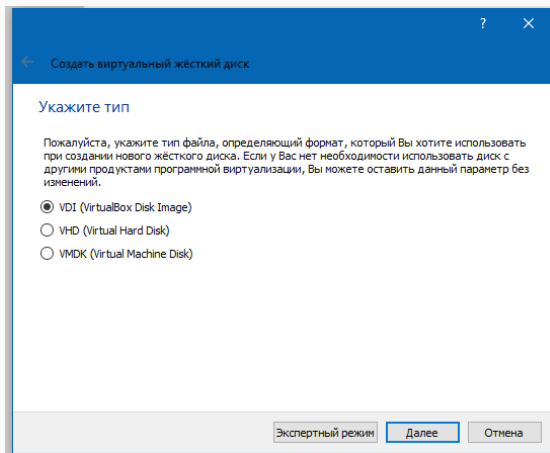 ?
Создать виртуальный жёсткий диск
Укажите тип
Пожалуйста, укажите тип файла, определяющий формат, который Вы хотите использовать
при создании нового жёсткого диска. Если у Вас нет необходимости использовать диск с
другими продуктами программной виртуализации, Вы можете оставить данный параметр без
изменений.
VDI (VirtualBox Disk Image)
VHD (Virtual Hard Disk)
VMDK (Virtual Machine Disk)
Экспертный режим Далее Отмена